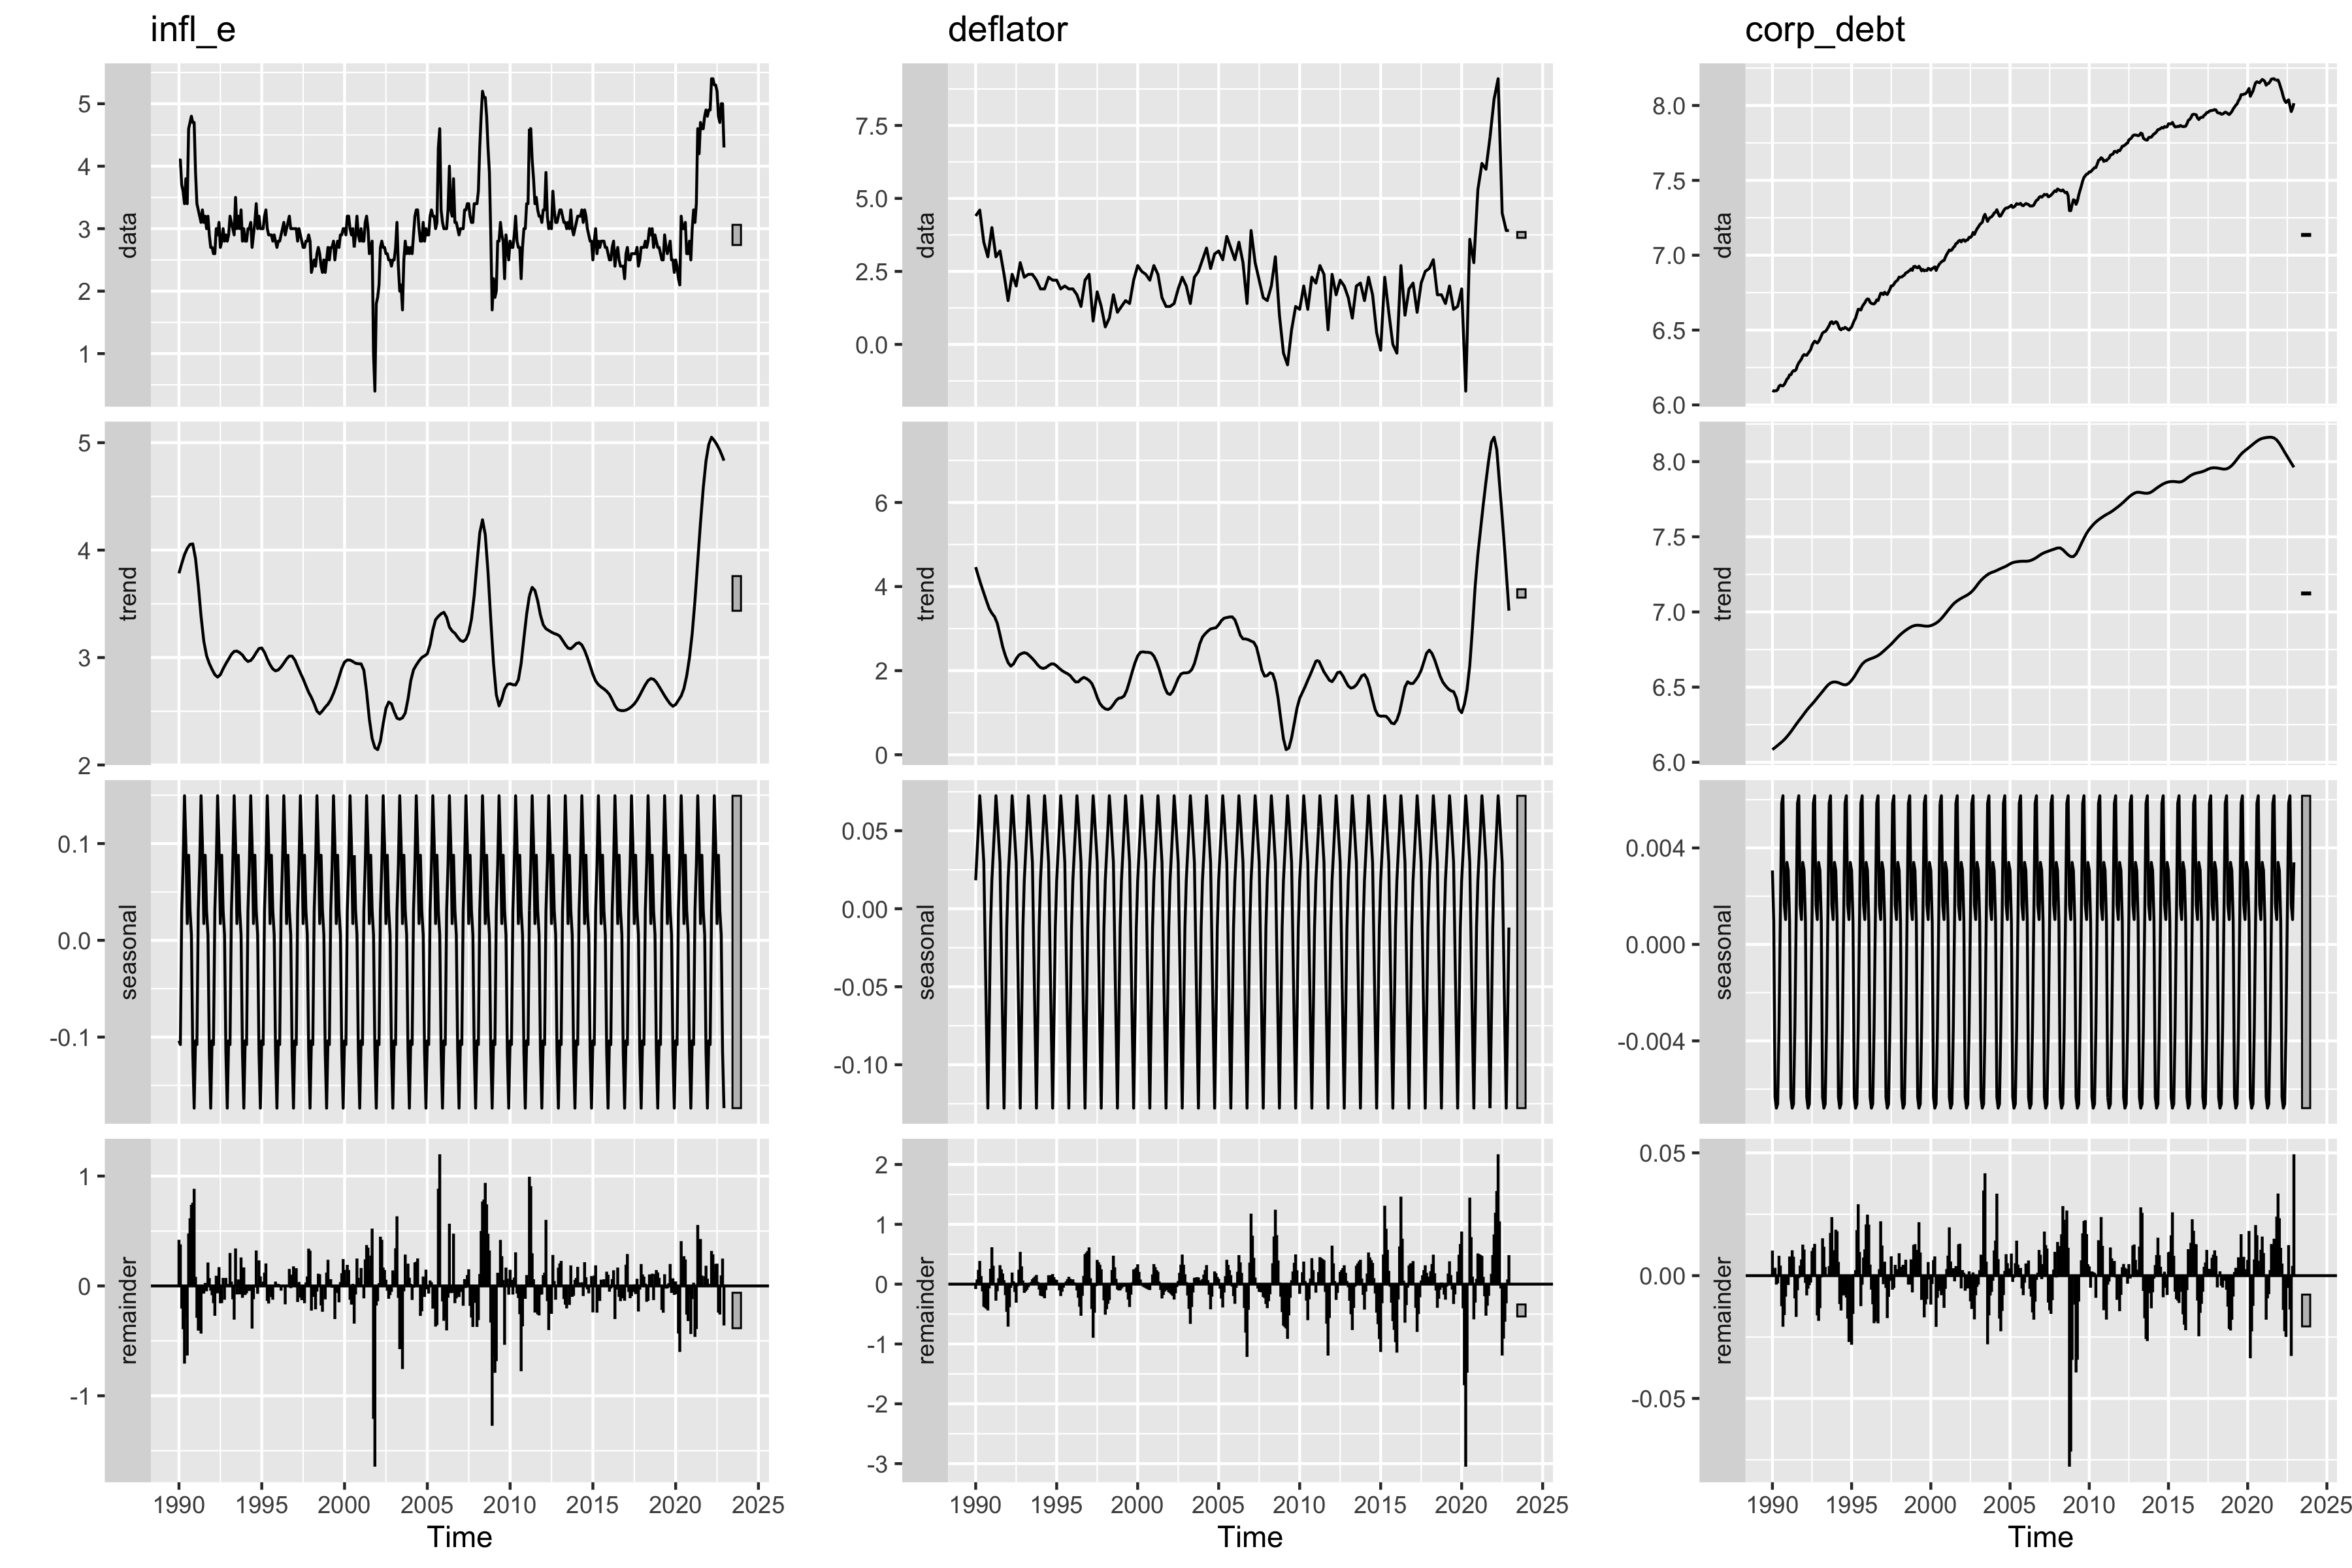 infl_e
data
5
4
3
2
1
trend
5
4
3
2
seasonal
0.1
0.0
-0.1
remainder
1
0
-1
1990 1995 2000 2005 2010 2015 2020 2025
Time
deflator
data
7.5
5.0
2.5
0.0
trend
6
4
2
0
seasonal
0.05
0.00
-0.05
-0.10
remainder
2
1
0
-1
-2
-3
1990 1995 2000 2005 2010 2015 2020 2025
Time
corp_debt
data
8.0
7.5
7.0
6.5
6.0
trend
8.0
7.5
7.0
6.5
6.0
seasonal
0.004
0.000
-0.004
remainder
0.05
0.00
-0.05
1990 1995 2000 2005 2010 2015 2020 2025
Time